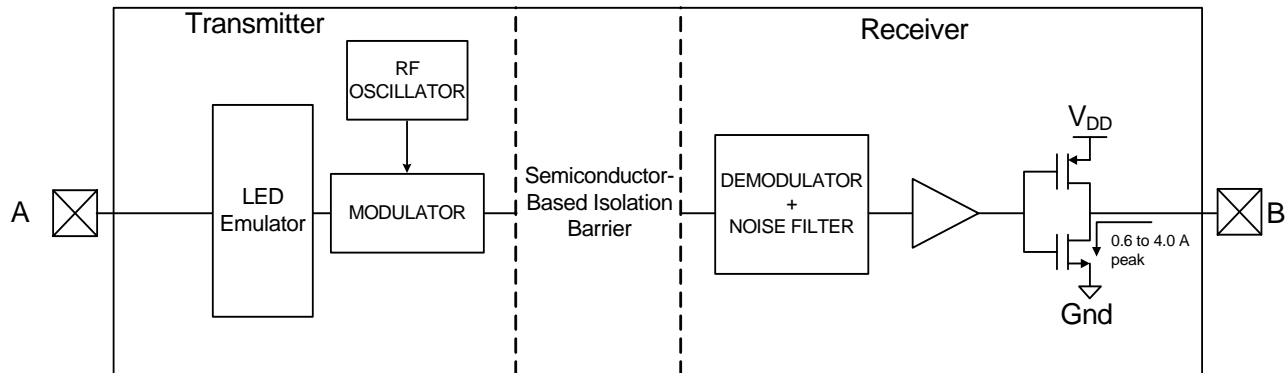 Transmitter
Receiver
RF
OSCILLATOR
V_DD
LED
Emulator
MODULATOR
Semiconductor-
Based Isolation
Barrier
DEMODULATOR
+
NOISE FILTER
A
B
0.6 to 4.0 A
peak
Gnd